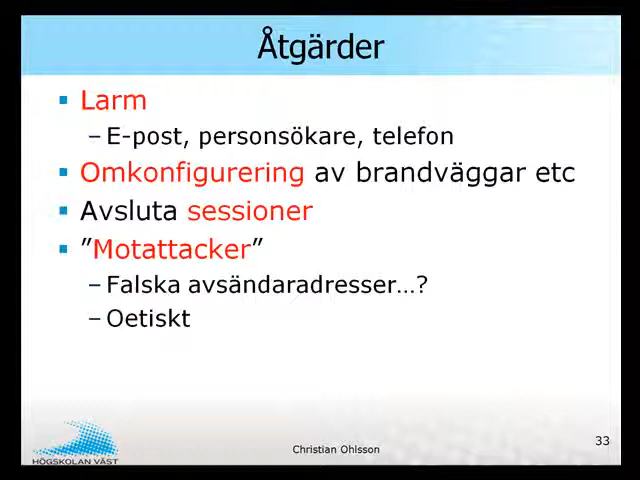 Åtgärder
Larm
– E-post, personsökare, telefon
Omkonfigurering av brandväggar etc
Avsluta sessioner
”Motattacker”
– Falska avsändaradresser…?
– Oetiskt
HÖGSKOLAN VÄST
Christian Ohlsson
33